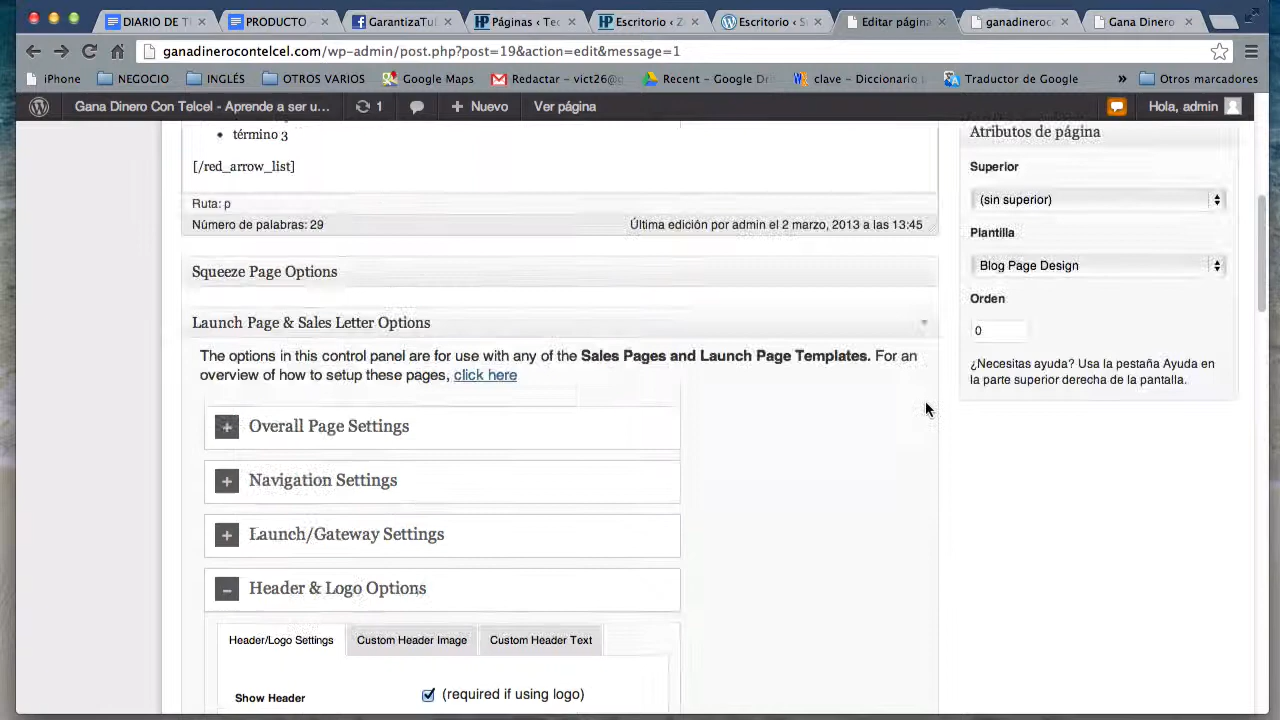 DIARIO DE T
PRODUCTO -
GarantizaTu
Páginas ‹ T
Escritorio ‹ Z
Escritorio ‹
Editar página
ganadineroc
Gana Dinero
ganadinerocontelcel.com/wp-admin/post.php?post=19&action=edit&message=1
iPhone
NEGOCIO
INGLÉS
OTROS VARIOS
Google Maps
Redactar – vict26@
Recent – Google Dri
clave – Diccionario
Traductor de Google
»
Otros marcadores
Gana Dinero Con Telcel - Aprende a ser u...
1
+ Nuevo
Ver página
Hola, admin
• término 3
[/red_arrow_list]
Ruta: p
Número de palabras: 29
Última edición por admin el 2 marzo, 2013 a las 13:45
Squeeze Page Options
Launch Page & Sales Letter Options
The options in this control panel are for use with any of the Sales Pages and Launch Page Templates. For an
overview of how to setup these pages, click here
+ Overall Page Settings
+ Navigation Settings
+ Launch/Gateway Settings
– Header & Logo Options
Header/Logo Settings
Custom Header Image
Custom Header Text
Show Header
(required if using logo)
Atributos de página
Superior
(sin superior)
Plantilla
Blog Page Design
Orden
0
¿Necesitas ayuda? Usa la pestaña Ayuda en
la parte superior derecha de la pantalla.